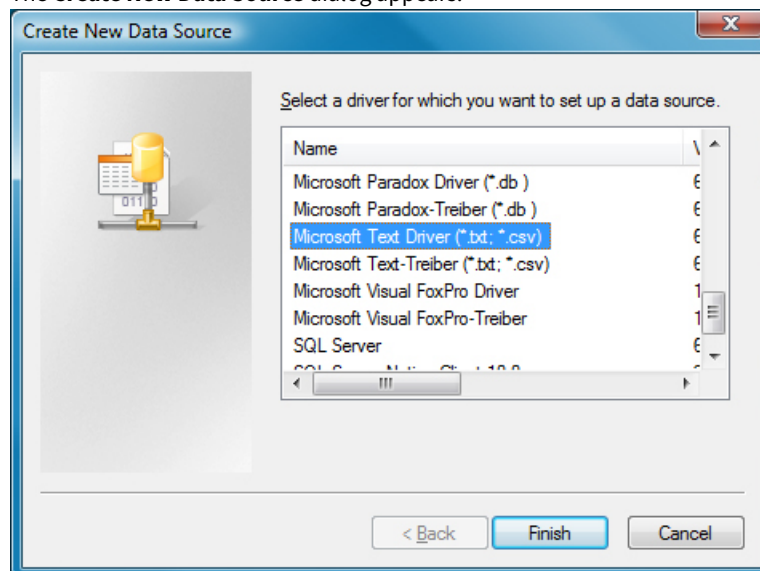 Create New Data Source
Select a driver for which you want to set up a data source.
Name
Microsoft Paradox Driver (*.db )
Microsoft Paradox-Treiber (*.db )
Microsoft Text Driver (*.txt; *.csv)
Microsoft Text-Treiber (*.txt; *.csv)
Microsoft Visual FoxPro Driver
Microsoft Visual FoxPro-Treiber
SQL Server
< Back
Finish
Cancel